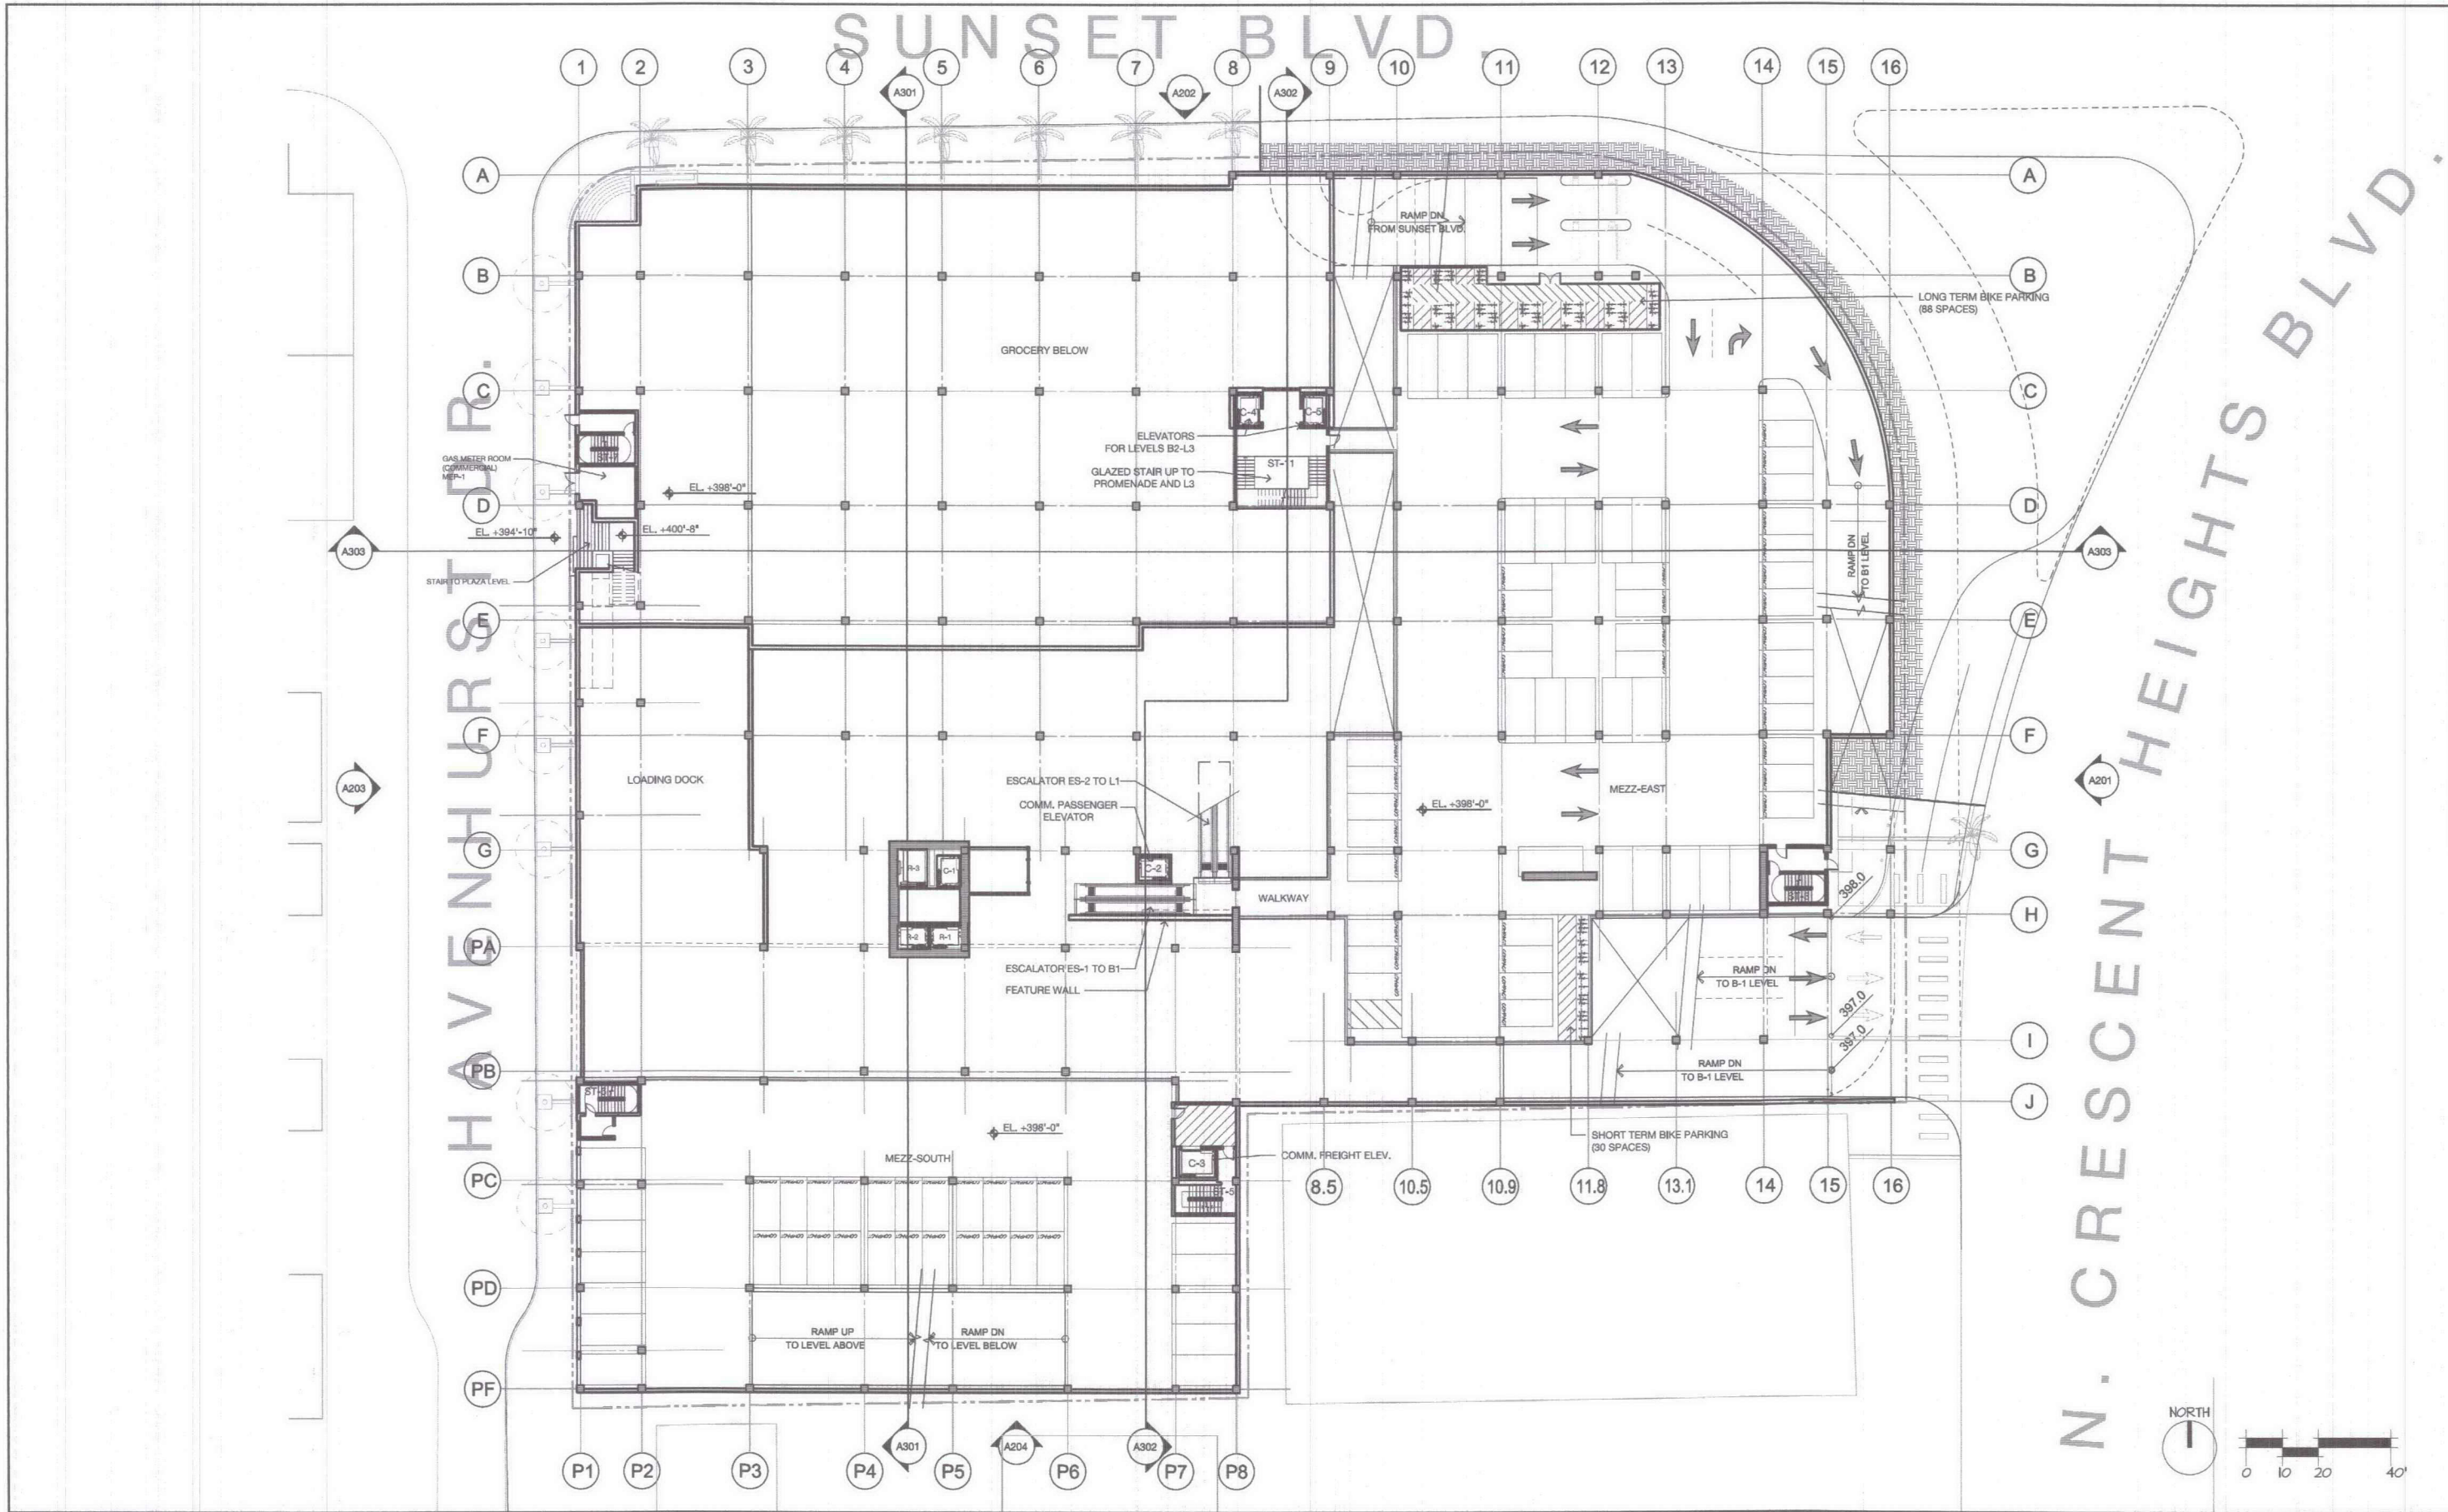 SUNSET BLVD.
1 2 3 4 5 6 7 8 9 10 11 12 13 14 15 16
A301 A202 A302
A A
RAMP DN
FROM SUNSET BLVD.
B B
LONG TERM BIKE PARKING
(88 SPACES)
GROCERY BELOW
C C
C-4 C-5
ELEVATORS
FOR LEVELS B2-L3
GLAZED STAIR UP TO
PROMENADE AND L3
ST-11
ST-7
GAS METER ROOM
(COMMERCIAL)
MEP-1
EL. +398'-0"
D D
EL. +394'-10"
EL. +400'-8"
A303 A303
RAMP DN
TO B1 LEVEL
STAIR TO PLAZA LEVEL
E E
F F
LOADING DOCK
ESCALATOR ES-2 TO L1
COMM. PASSENGER
ELEVATOR
EL. +398'-0"
MEZZ-EAST
A203 A201
G G
R-3 C-1 C-2
WALKWAY
398.0
H H
R-2 R-1
PA
ESCALATOR ES-1 TO B1
FEATURE WALL
RAMP DN
TO B-1 LEVEL
397.0
397.0
I
PB
RAMP DN
TO B-1 LEVEL
J
EL. +398'-0"
MEZZ-SOUTH
SHORT TERM BIKE PARKING
(30 SPACES)
COMM. FREIGHT ELEV.
C-3
PC
8.5 10.5 10.9 11.8 13.1 14 15 16
PD
RAMP UP
TO LEVEL ABOVE
RAMP DN
TO LEVEL BELOW
PF
A301 A204 A302
P1 P2 P3 P4 P5 P6 P7 P8
HAVENHURST DR.
N. CRESCENT HEIGHTS BLVD.
NORTH
0 10 20 40'